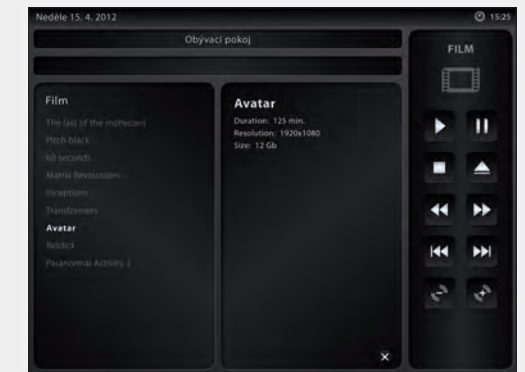 Neděle 15. 4. 2012
15:25
Obývací pokoj
FILM
Film
The last of the mohycans
Pitch black
60 seconds
Matrix Revolutions
Inceptions
Transformers
Avatar
Riddick
Paranormal Activity 2
Avatar
Duration: 125 min.
Resolution: 1920x1080
Size: 12 Gb